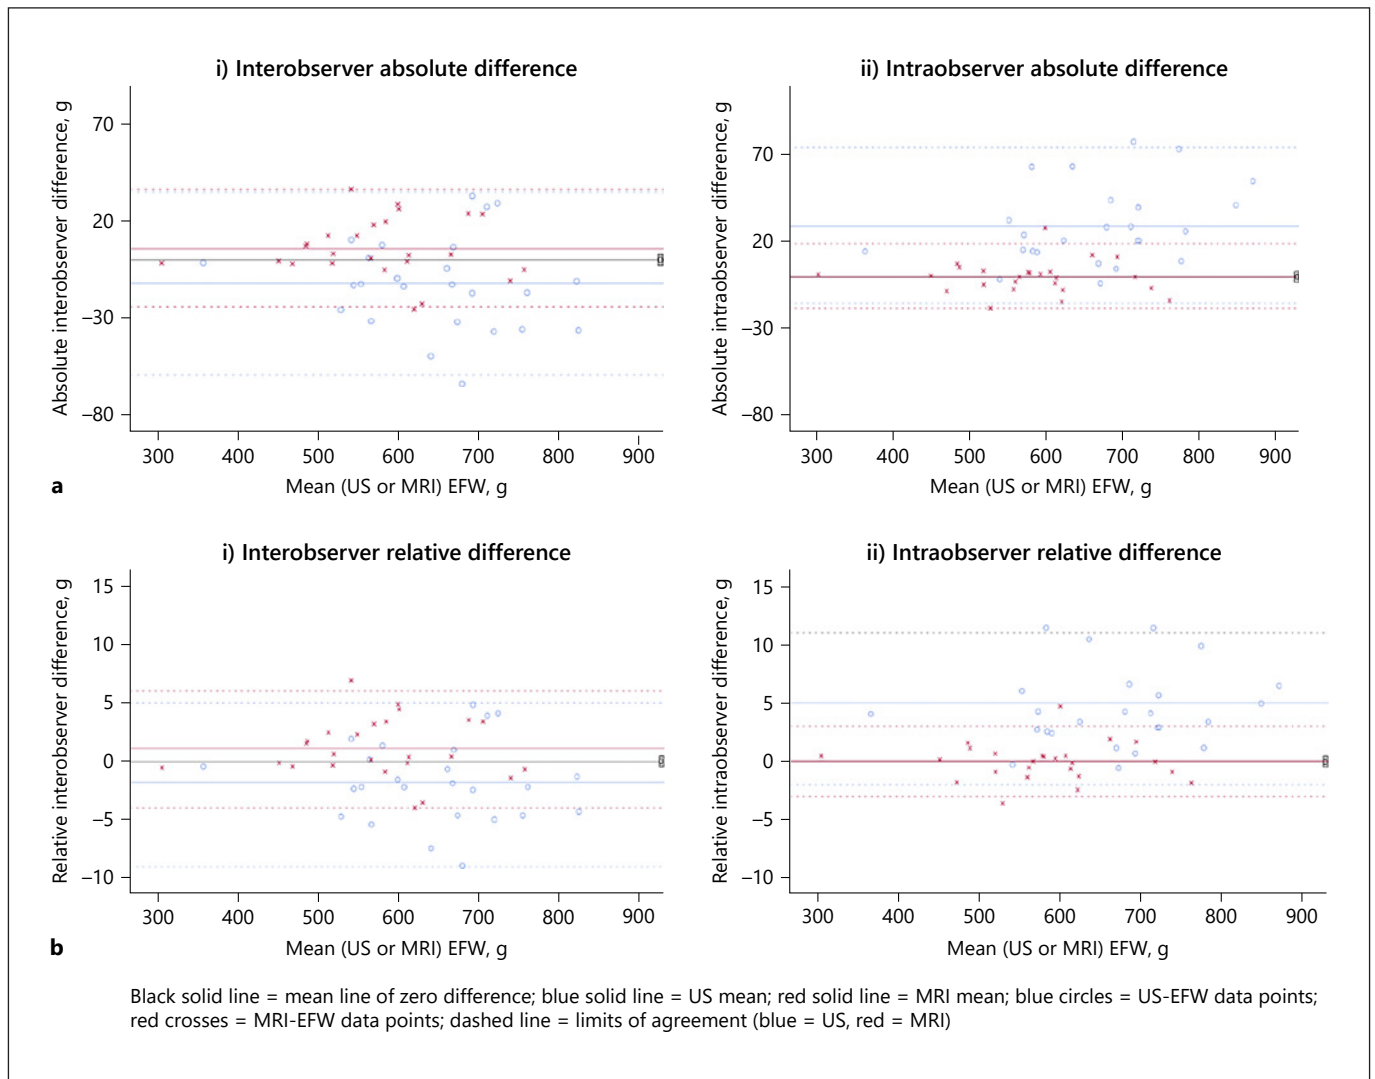 i) Interobserver absolute difference
Absolute interobserver difference, g
70
20
–30
–80
300 400 500 600 700 800 900
Mean (US or MRI) EFW, g
ii) Intraobserver absolute difference
Absolute intraobserver difference, g
70
20
–30
–80
300 400 500 600 700 800 900
Mean (US or MRI) EFW, g
a
i) Interobserver relative difference
Relative interobserver difference, g
15
10
5
0
–5
–10
300 400 500 600 700 800 900
Mean (US or MRI) EFW, g
ii) Intraobserver relative difference
Relative intraobserver difference, g
15
10
5
0
–5
–10
300 400 500 600 700 800 900
Mean (US or MRI) EFW, g
b
Black solid line = mean line of zero difference; blue solid line = US mean; red solid line = MRI mean; blue circles = US-EFW data points;
red crosses = MRI-EFW data points; dashed line = limits of agreement (blue = US, red = MRI)